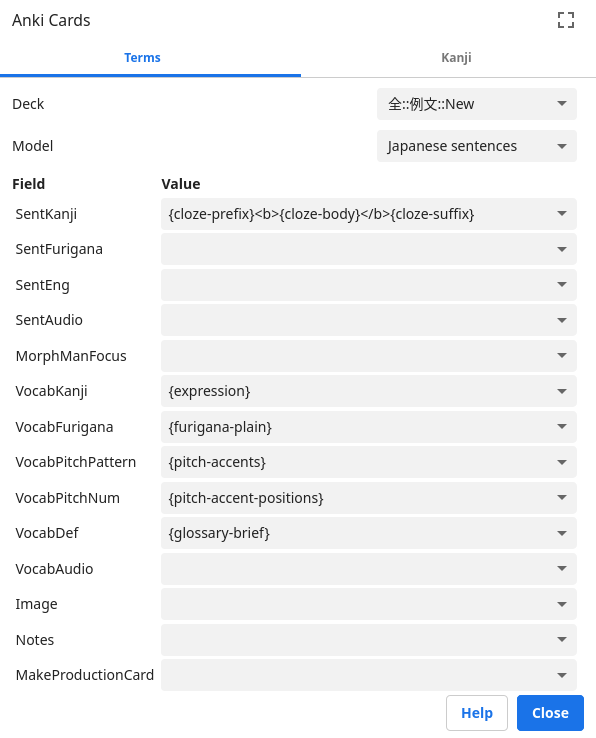 Anki Cards
Terms Kanji
Deck 全::例文::New
Model Japanese sentences
Field Value
SentKanji {cloze-prefix}<b>{cloze-body}</b>{cloze-suffix}
SentFurigana
SentEng
SentAudio
MorphManFocus
VocabKanji {expression}
VocabFurigana {furigana-plain}
VocabPitchPattern {pitch-accents}
VocabPitchNum {pitch-accent-positions}
VocabDef {glossary-brief}
VocabAudio
Image
Notes
MakeProductionCard
Help Close